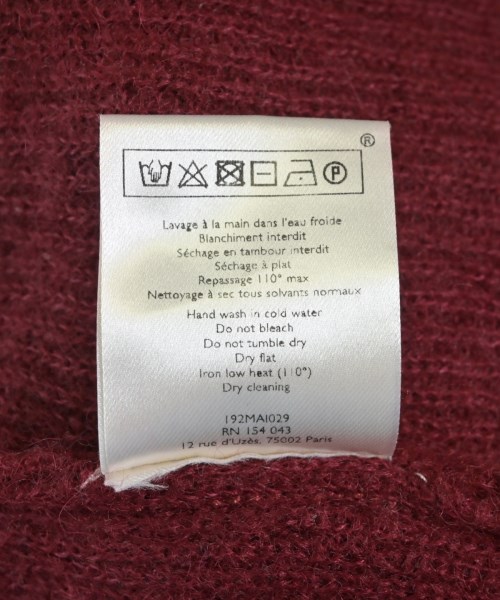 ®
P
Lavage à la main dans l'eau froide
Blanchiment interdit
Séchage en tambour interdit
Séchage à plat
Repassage 110° max
Nettoyage à sec tous solvants normaux
Hand wash in cold water
Do not bleach
Do not tumble dry
Dry flat
Iron low heat (110°)
Dry cleaning
192MAI029
RN 154 043
12 rue d'Uzès, 75002 Paris